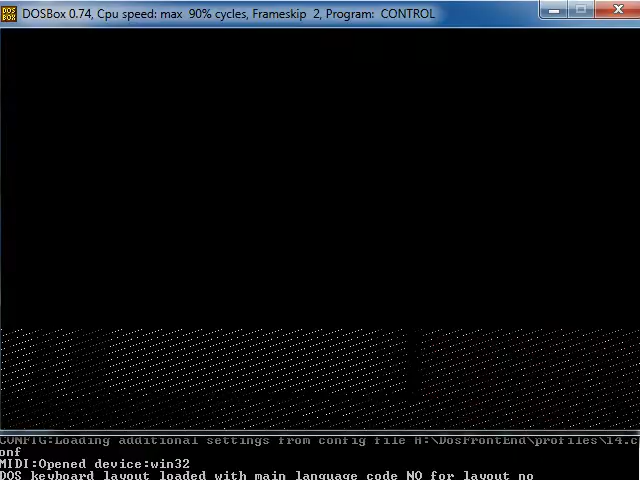 DOS
BOX
DOSBox 0.74, Cpu speed: max 90% cycles, Frameskip 2, Program: CONTROL
CONFIG:Loading additional settings from config file H:\DosFrontEnd\profiles\14.c
onf
MIDI:Opened device:win32
DOS keyboard layout loaded with main language code NO for layout no